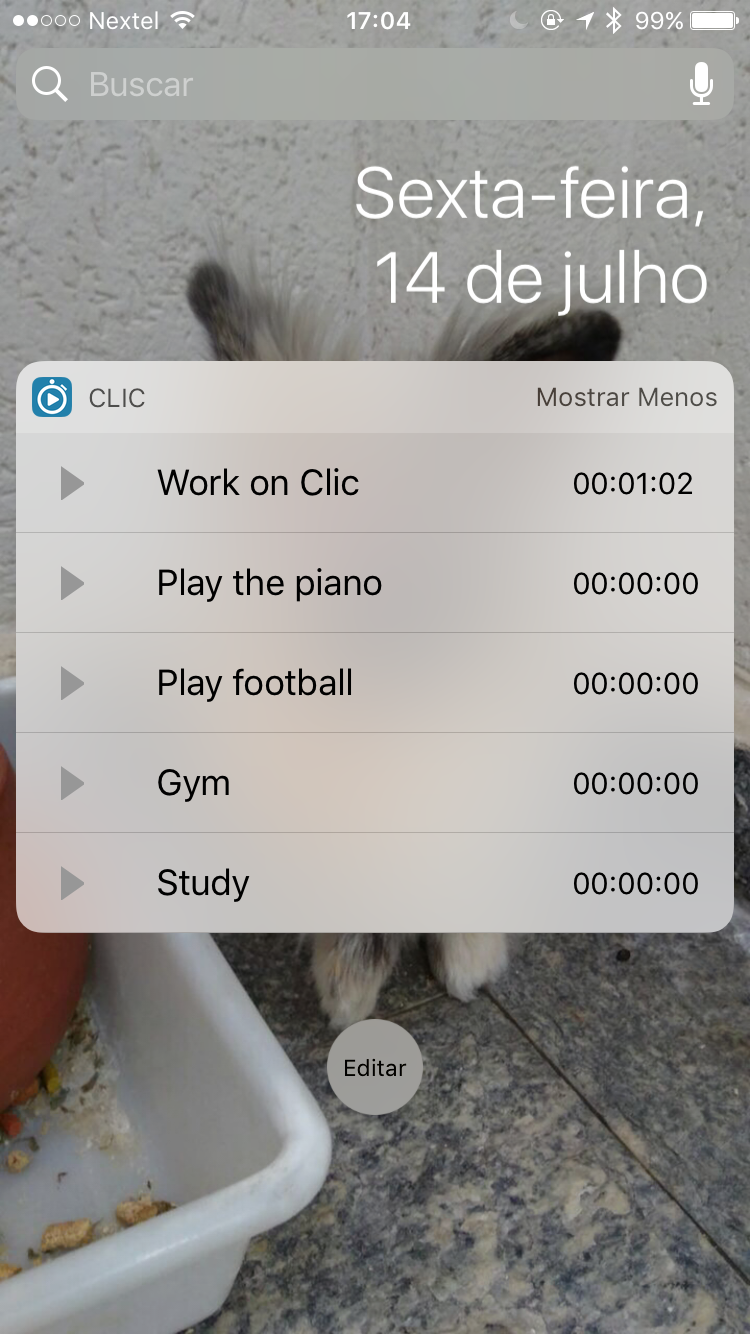 Nextel 17:04 99%
Buscar
Sexta-feira,
14 de julho
CLIC Mostrar Menos
Work on Clic 00:01:02
Play the piano 00:00:00
Play football 00:00:00
Gym 00:00:00
Study 00:00:00
Editar